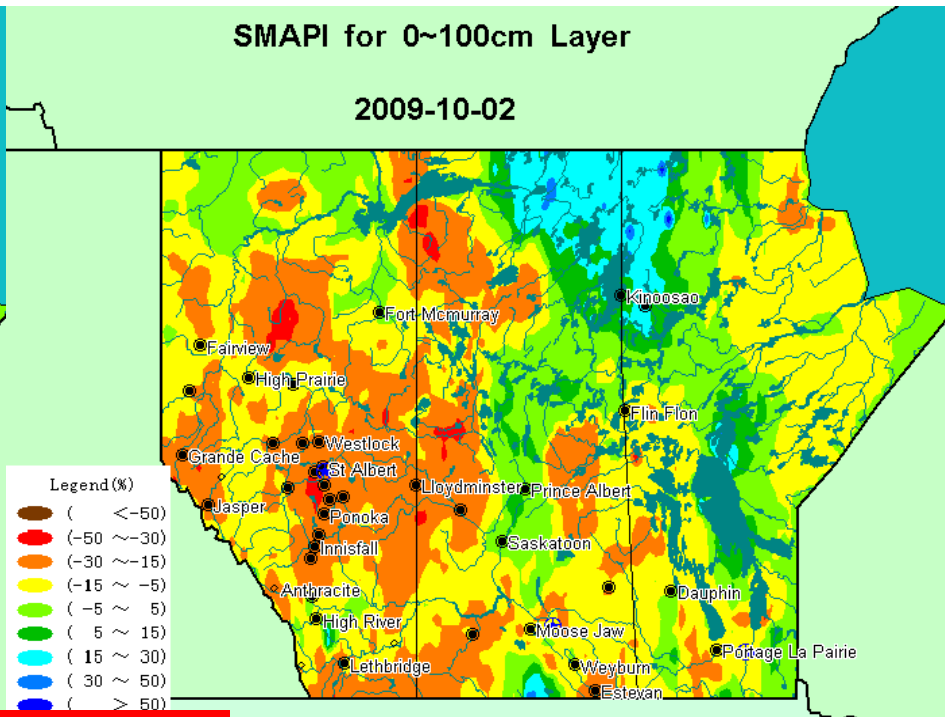 SMAPI for 0~100cm Layer
2009-10-02
Kinoosao
Fort Mcmurray
Fairview
High Prairie
Flin Flon
Westlock
Grande Cache
St Albert
Lloydminster
Prince Albert
Jasper
Ponoka
Saskatoon
Innisfall
Anthracite
Dauphin
High River
Moose Jaw
Portage La Pairie
Lethbridge
Weyburn
Estevan
Legend(%)
( <-50)
(-50 ~-30)
(-30 ~-15)
(-15 ~ -5)
( -5 ~ 5)
( 5 ~ 15)
( 15 ~ 30)
( 30 ~ 50)
( > 50)